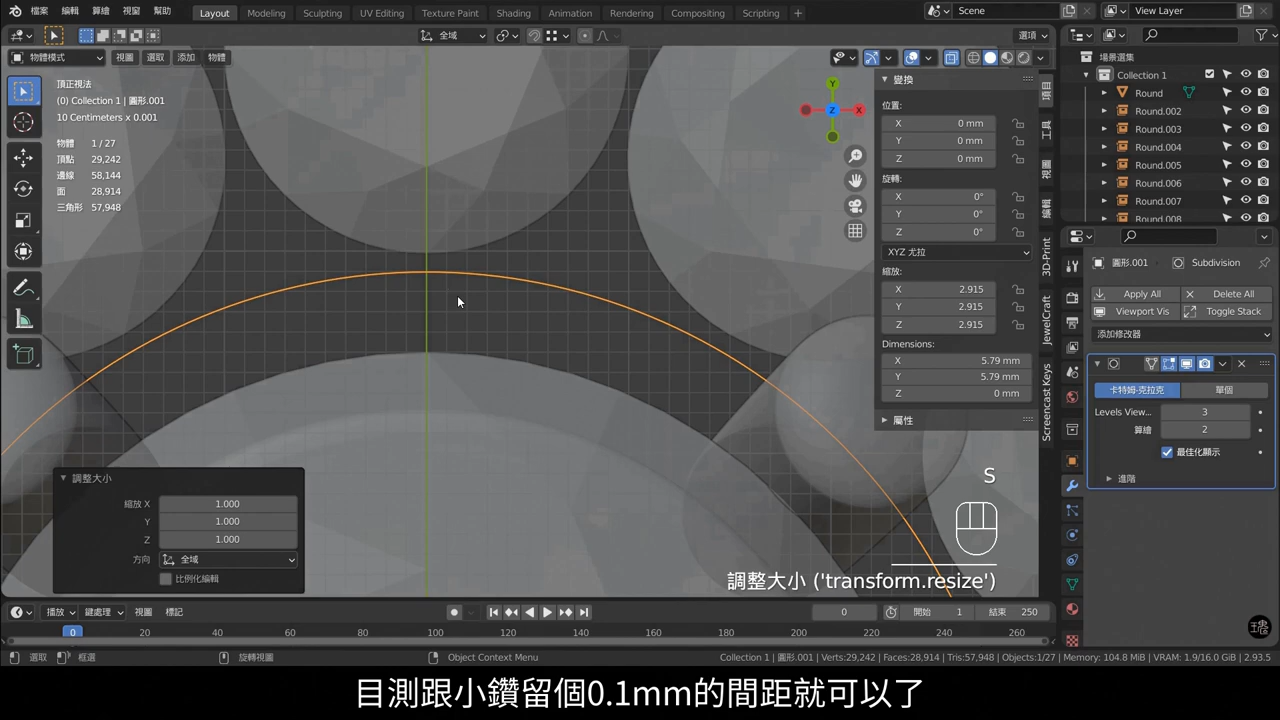 檔案 編輯 算繪 視窗 幫助
Layout Modeling Sculpting UV Editing Texture Paint Shading Animation Rendering Compositing Scripting +
Scene
View Layer
全域
選項
物體模式 視圖 選取 添加 物體
頂正視法
(0) Collection 1 | 圓形.001
10 Centimeters x 0.001
物體 1 / 27
頂點 29,242
邊線 58,144
面 28,914
三角形 57,948
Y
Z
X
變換
位置:
X 0 mm
Y 0 mm
Z 0 mm
旋轉:
X 0°
Y 0°
Z 0°
XYZ 尤拉
縮放:
X 2.915
Y 2.915
Z 2.915
Dimensions:
X 5.79 mm
Y 5.79 mm
Z 0 mm
屬性
項目
工具
視圖
編輯
3D-Print
JewelCraft
Screencast Keys
場景選集
Collection 1
Round
Round.002
Round.003
Round.004
Round.005
Round.006
Round.007
Round.008
圓形.001 Subdivision
Apply All Delete All
Viewport Vis Toggle Stack
添加修改器
卡特姆-克拉克 單個
Levels View... 3
算繪 2
最佳化顯示
進階
調整大小
縮放 X 1.000
Y 1.000
Z 1.000
方向 全域
比例化編輯
S
調整大小 ('transform.resize')
播放 鍵處理 視圖 標記
0
開始 1
結束 250
0 20 40 60 80 100 120 140 160 180 200 220 240 260
選取 框選 旋轉視圖 Object Context Menu
Collection 1 | 圓形.001 | Verts:29,242 | Faces:28,914 | Tris:57,948 | Objects:1/27 | Memory: 104.8 MiB | VRAM: 1.9/16.0 GiB | 2.93.5
目測跟小鑽留個0.1mm的間距就可以了